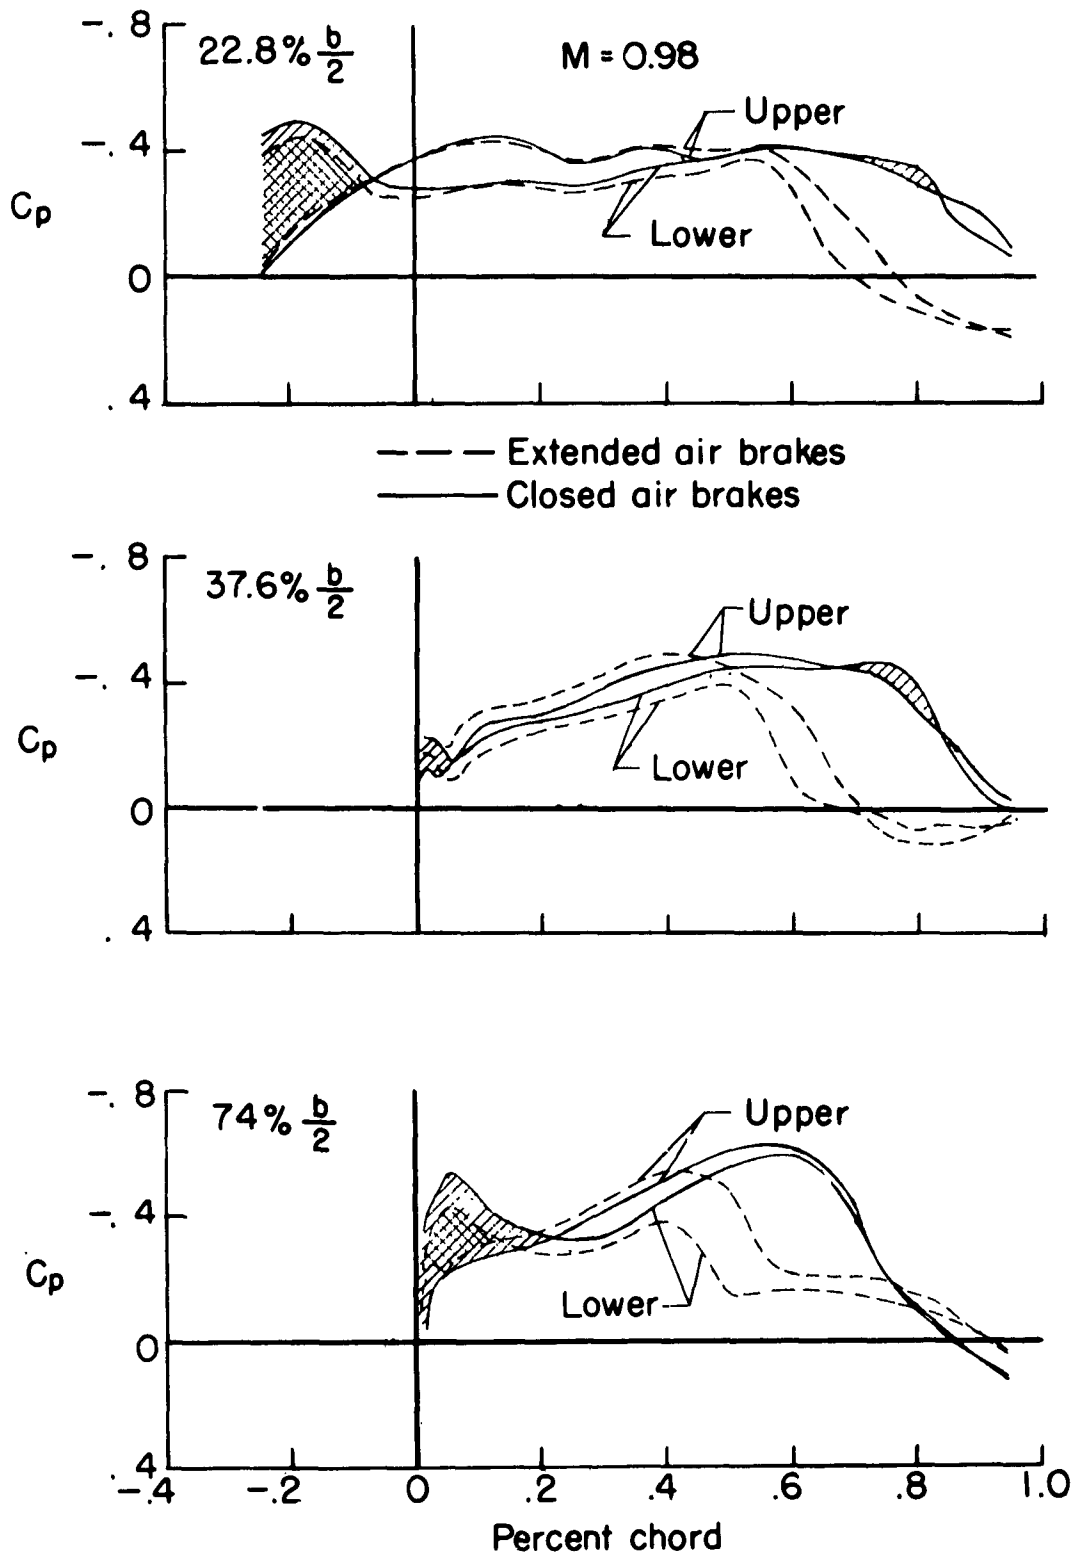 -.8
22.8% b/2
M = 0.98
Upper
-.4
Cp
Lower
0
.4
Extended air brakes
Closed air brakes
-.8
37.6% b/2
Upper
-.4
Cp
Lower
0
.4
-.8
74% b/2
Upper
-.4
Cp
Lower
0
.4
-.4 -.2 0 .2 .4 .6 .8 1.0
Percent chord